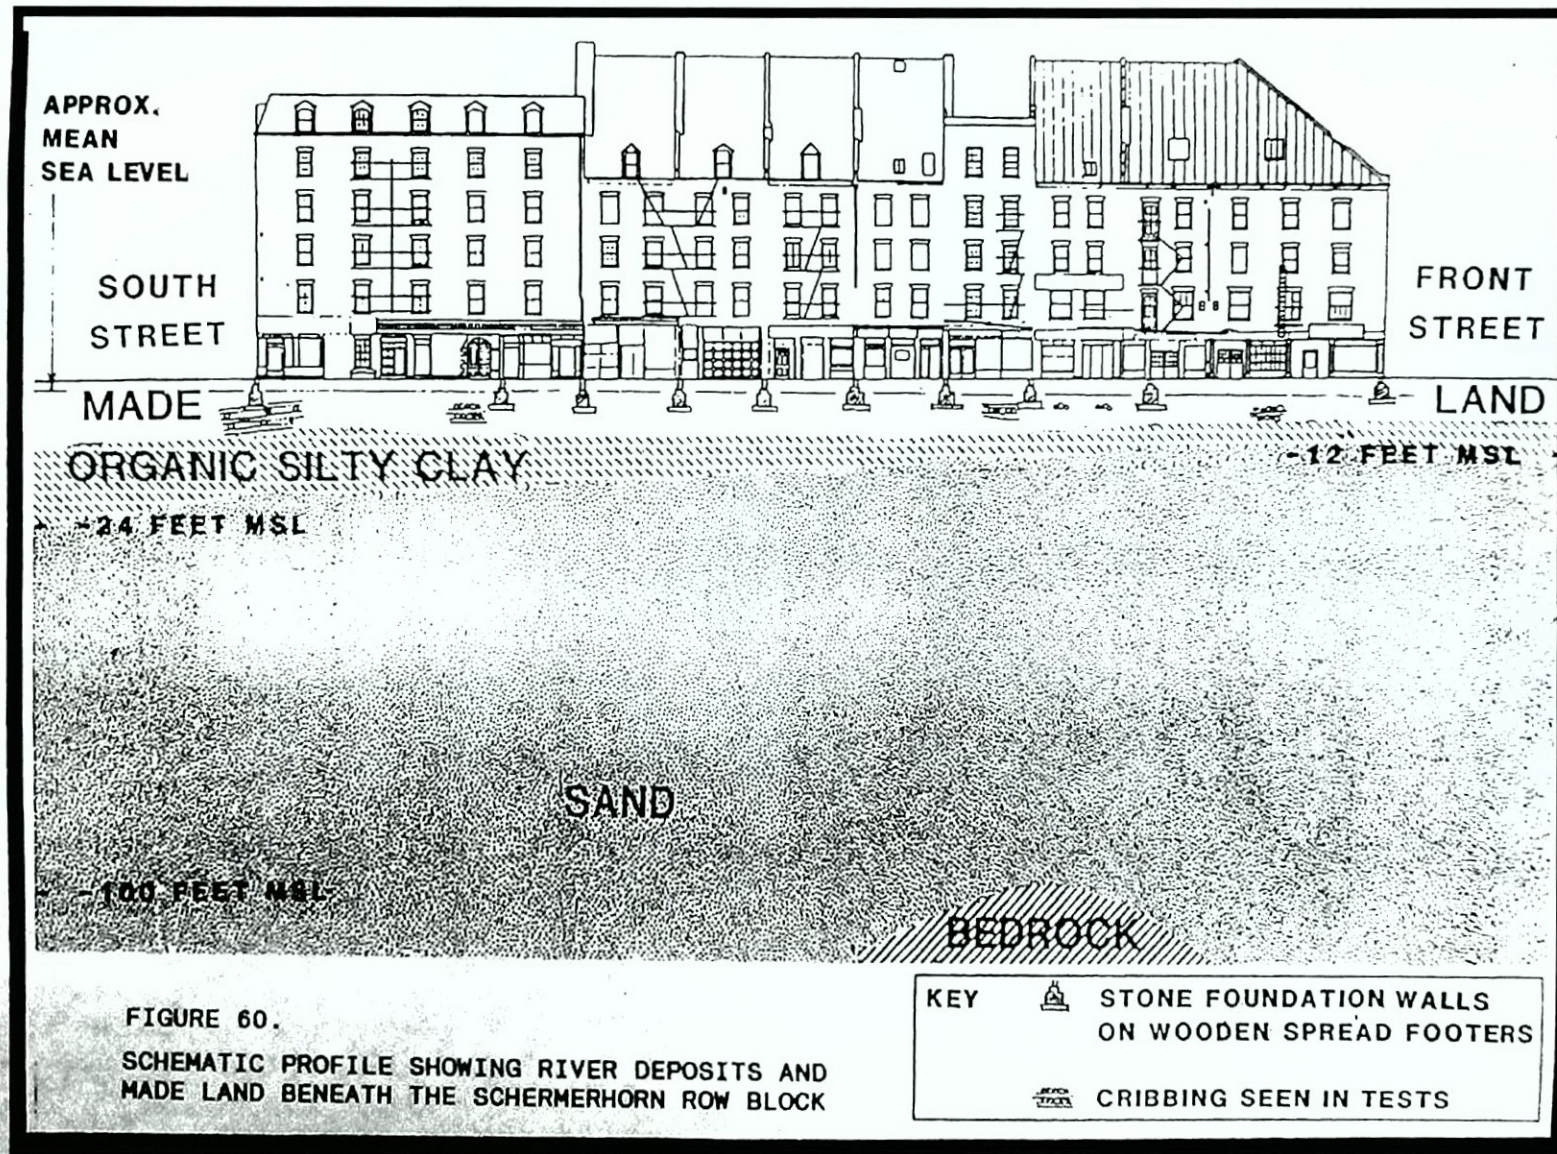 APPROX.
MEAN
SEA LEVEL
SOUTH
STREET
FRONT
STREET
MADE
LAND
ORGANIC SILTY CLAY
-12 FEET MSL
-24 FEET MSL
SAND
-100 FEET MSL
BEDROCK
FIGURE 60.
SCHEMATIC PROFILE SHOWING RIVER DEPOSITS AND
MADE LAND BENEATH THE SCHERMERHORN ROW BLOCK
KEY
STONE FOUNDATION WALLS
ON WOODEN SPREAD FOOTERS
CRIBBING SEEN IN TESTS